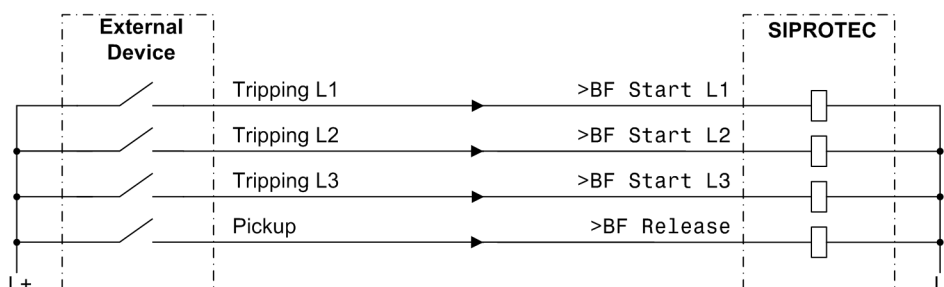 External
Device
SIPROTEC
Tripping L1
>BF Start L1
Tripping L2
>BF Start L2
Tripping L3
>BF Start L3
Pickup
>BF Release
L+